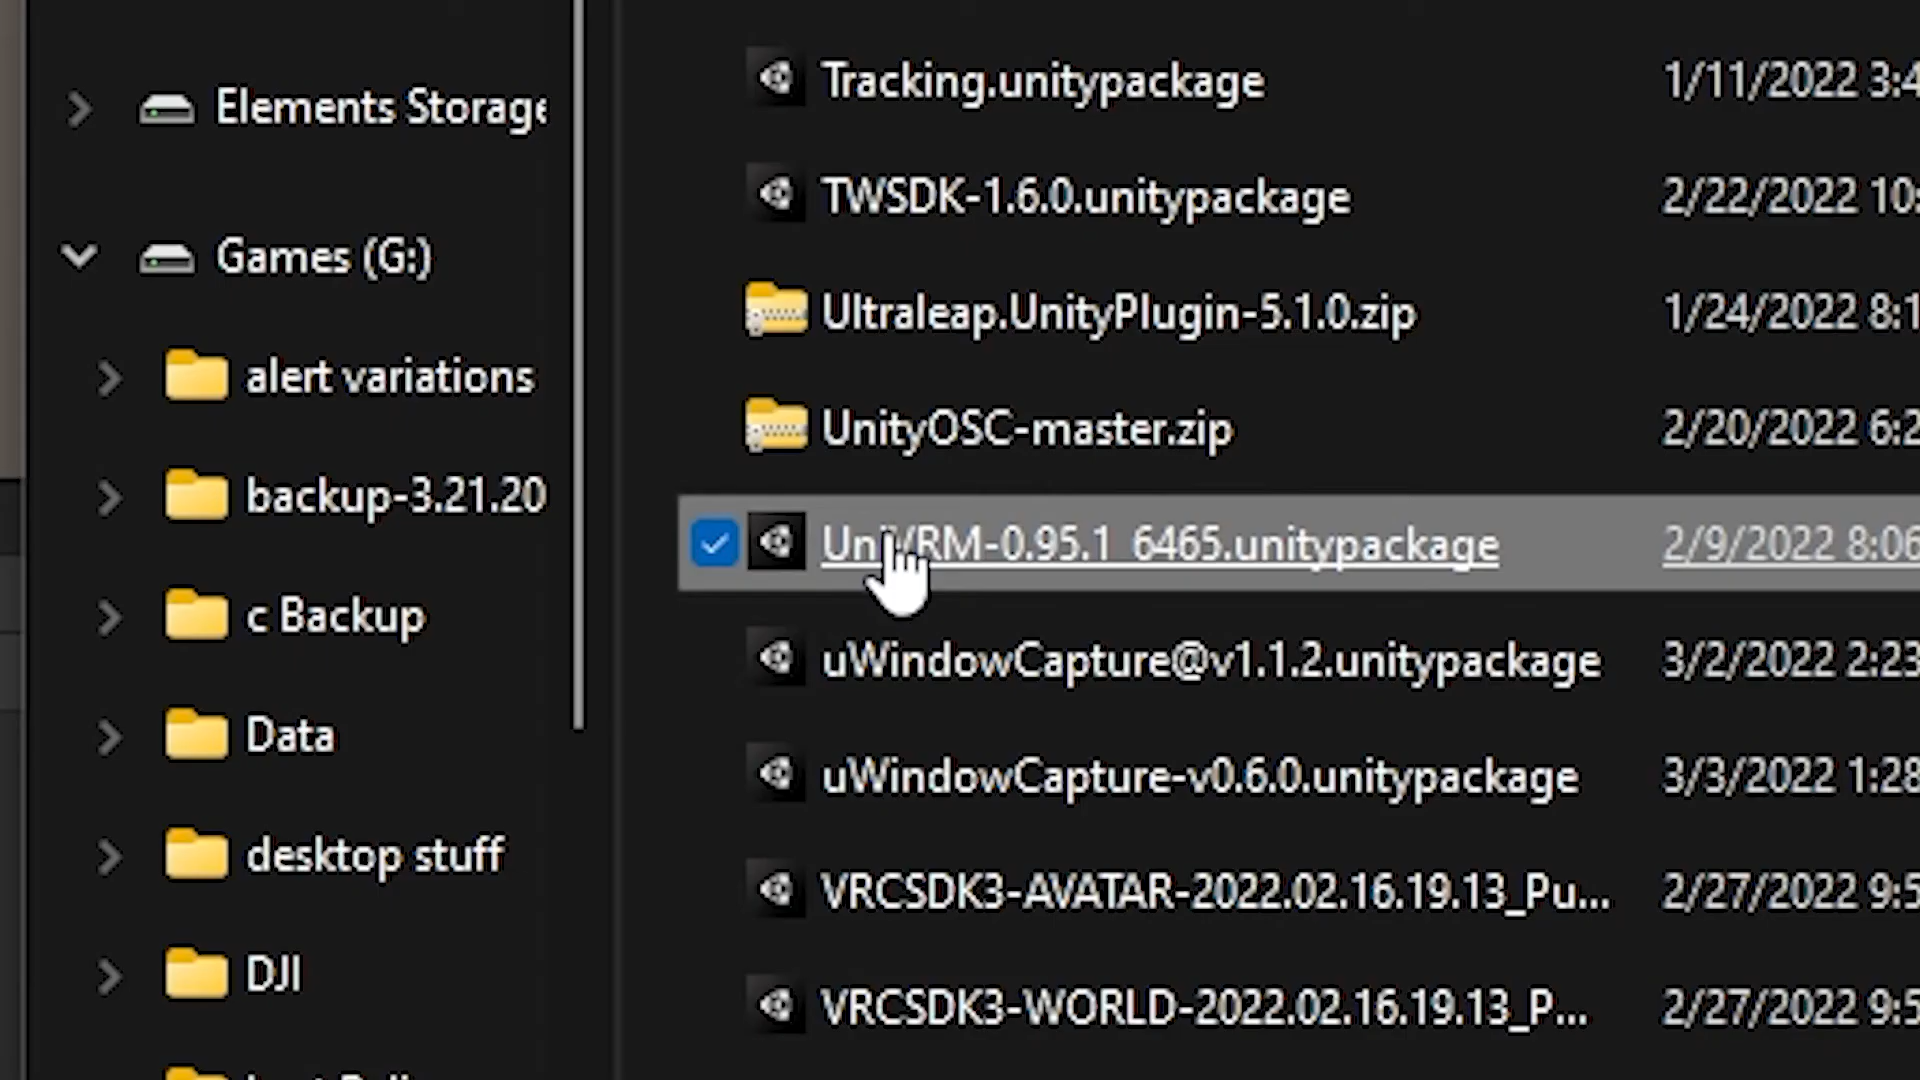 Elements Storage
Games (G:)
alert variations
backup-3.21.20
c Backup
Data
desktop stuff
DJI
Tracking.unitypackage 1/11/2022 3:4
TWSDK-1.6.0.unitypackage 2/22/2022 10:
Ultraleap.UnityPlugin-5.1.0.zip 1/24/2022 8:1
UnityOSC-master.zip 2/20/2022 6:2
UniVRM-0.95.1_6465.unitypackage 2/9/2022 8:06
uWindowCapture@v1.1.2.unitypackage 3/2/2022 2:23
uWindowCapture-v0.6.0.unitypackage 3/3/2022 1:28
VRCSDK3-AVATAR-2022.02.16.19.13_Pu... 2/27/2022 9:5
VRCSDK3-WORLD-2022.02.16.19.13_P... 2/27/2022 9:5